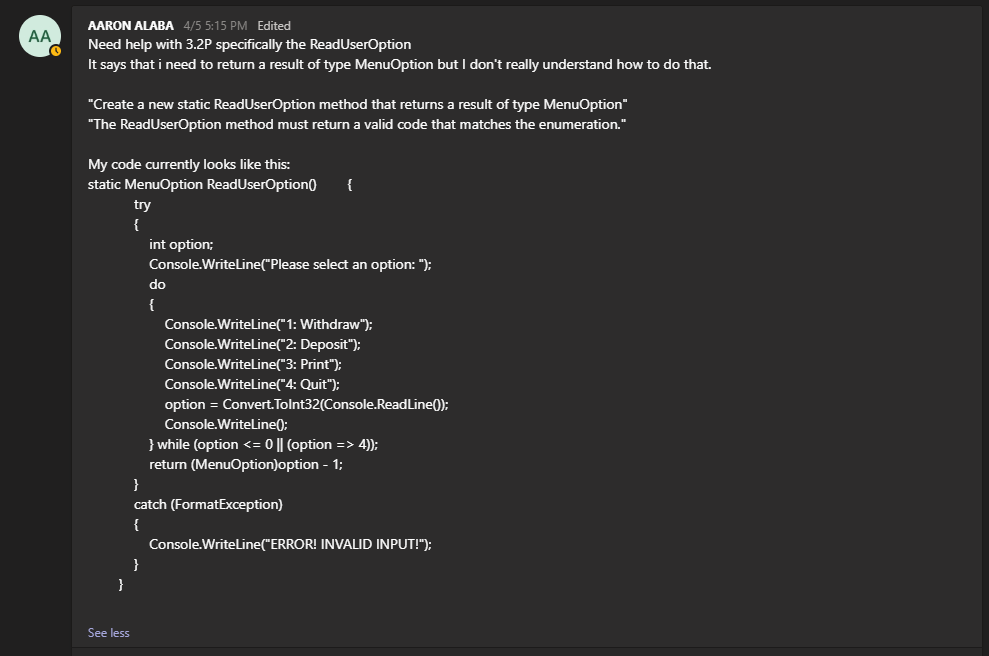 AA
AARON ALABA 4/5 5:15 PM Edited
Need help with 3.2P specifically the ReadUserOption
It says that i need to return a result of type MenuOption but I don't really understand how to do that.
"Create a new static ReadUserOption method that returns a result of type MenuOption"
"The ReadUserOption method must return a valid code that matches the enumeration."
My code currently looks like this:
static MenuOption ReadUserOption() {
try
{
int option;
Console.WriteLine("Please select an option: ");
do
{
Console.WriteLine("1: Withdraw");
Console.WriteLine("2: Deposit");
Console.WriteLine("3: Print");
Console.WriteLine("4: Quit");
option = Convert.ToInt32(Console.ReadLine());
Console.WriteLine();
} while (option <= 0 || (option => 4));
return (MenuOption)option - 1;
}
catch (FormatException)
{
Console.WriteLine("ERROR! INVALID INPUT!");
}
}
See less